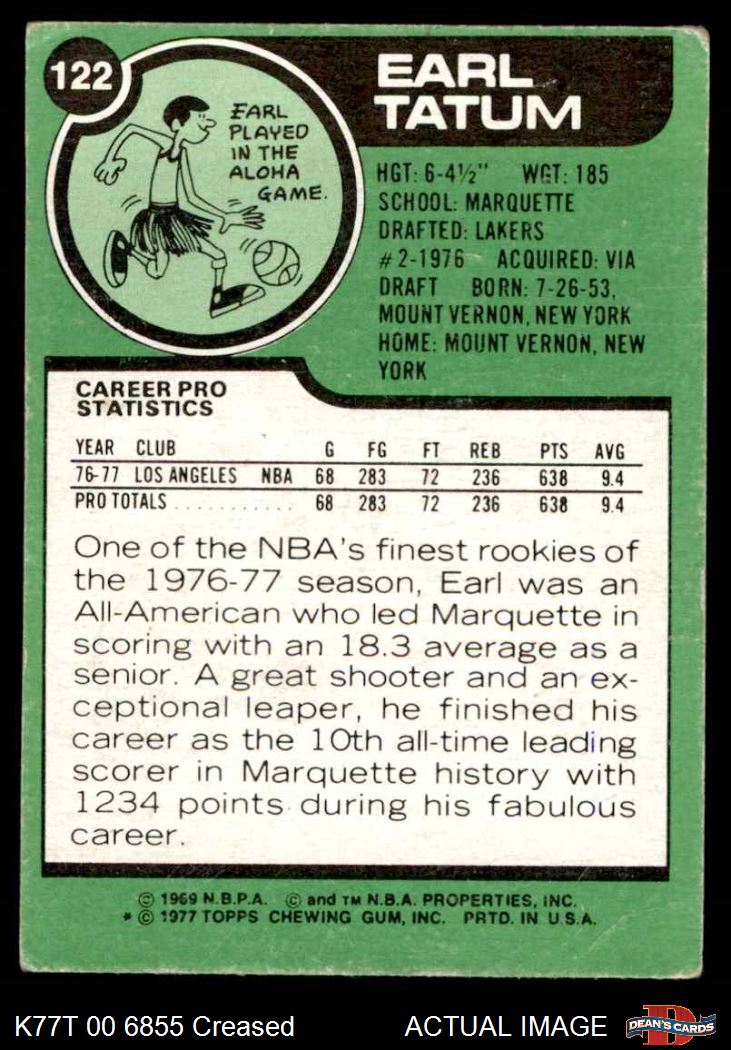 122
EARL
TATUM
EARL
PLAYED
IN THE
ALOHA
GAME.
HGT: 6-4½" WGT: 185
SCHOOL: MARQUETTE
DRAFTED: LAKERS
#2-1976 ACQUIRED: VIA
DRAFT BORN: 7-26-53,
MOUNT VERNON, NEW YORK
HOME: MOUNT VERNON, NEW
YORK
CAREER PRO
STATISTICS
YEAR CLUB G FG FT REB PTS AVG
76-77 LOS ANGELES NBA 68 283 72 236 638 9.4
PRO TOTALS . . . . . . . . . . . 68 283 72 236 638 9.4
One of the NBA's finest rookies of
the 1976-77 season, Earl was an
All-American who led Marquette in
scoring with an 18.3 average as a
senior. A great shooter and an ex-
ceptional leaper, he finished his
career as the 10th all-time leading
scorer in Marquette history with
1234 points during his fabulous
career.
© 1969 N.B.P.A. © and TM N.B.A. PROPERTIES, INC.
* © 1977 TOPPS CHEWING GUM, INC. PRTD. IN U.S.A.
K77T 00 6855 Creased ACTUAL IMAGE
D
DEAN'S CARDS